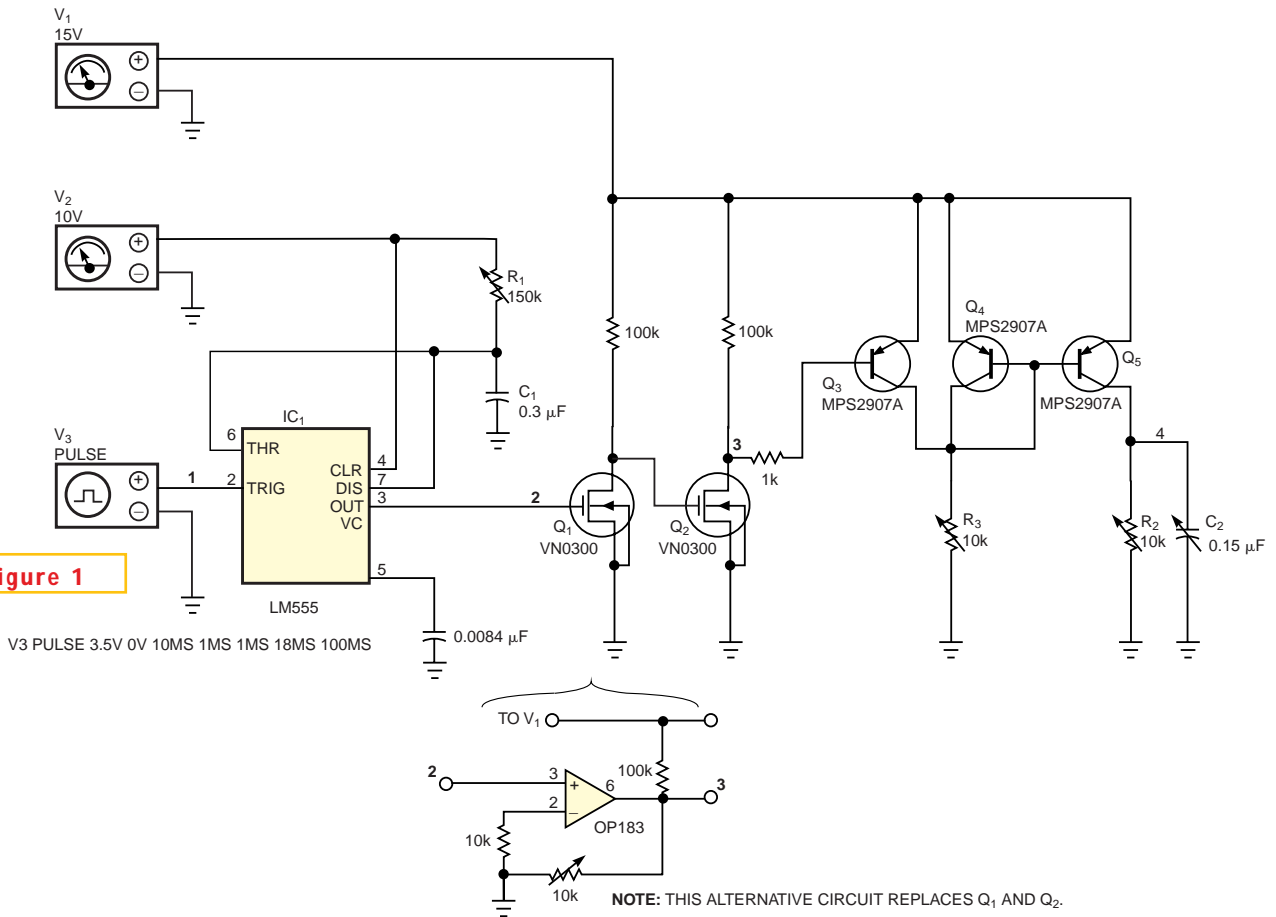 V1
15V
V2
10V
R1
150k
C1
0.3 µF
V3
PULSE
1
IC1
6
THR
2
TRIG
CLR
4
DIS
7
OUT
3
VC
5
LM555
0.0084 µF
igure 1
V3 PULSE 3.5V 0V 10MS 1MS 1MS 18MS 100MS
100k
100k
2
Q1
VN0300
3
1k
Q2
VN0300
Q3
MPS2907A
Q4
MPS2907A
Q5
MPS2907A
R3
10k
4
R2
10k
C2
0.15 µF
TO V1
100k
2
3
+
2
–
6
OP183
3
10k
10k
NOTE: THIS ALTERNATIVE CIRCUIT REPLACES Q1 AND Q2.